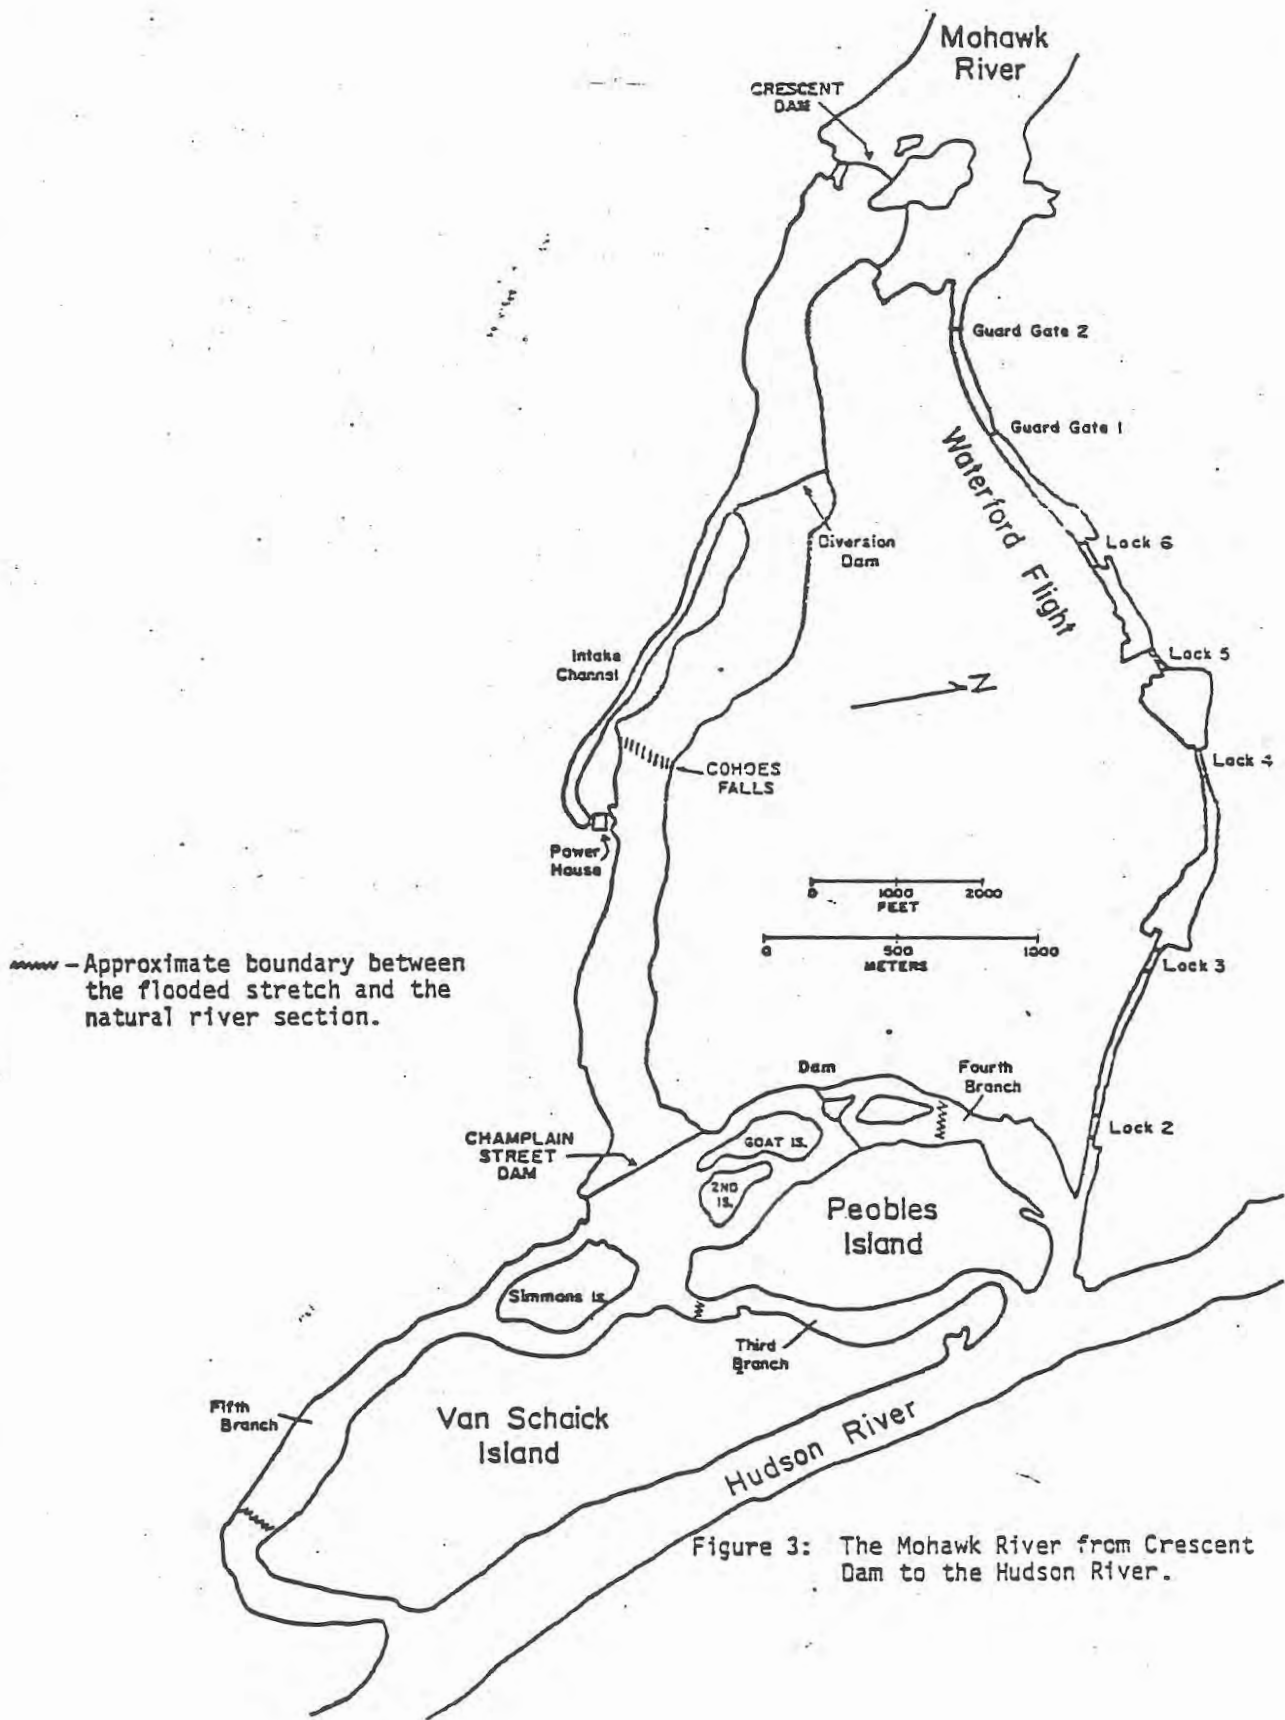 Mohawk
River
CRESCENT
DAM
Guard Gate 2
Guard Gate 1
Waterford Flight
Diversion
Dam
Lock 6
Intake
Channel
Lock 5
N
COHOES
FALLS
Lock 4
Power
House
0 1000 2000
FEET
0 500 1000
METERS
Lock 3
- Approximate boundary between
the flooded stretch and the
natural river section.
Dam
Fourth
Branch
Lock 2
CHAMPLAIN
STREET
DAM
GOAT IS.
2ND
IS.
Peobles
Island
Simmons Is.
Third
Branch
Fifth
Branch
Van Schaick
Island
Hudson River
Figure 3: The Mohawk River from Crescent
Dam to the Hudson River.